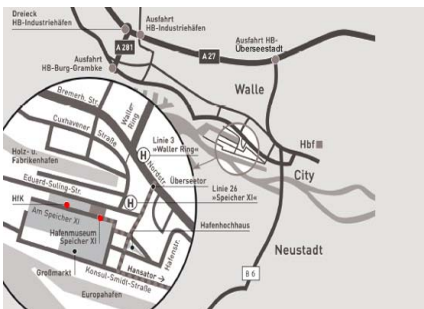 Dreieck
HB-Industriehäfen
Ausfahrt
HB-Industriehäfen
A 281
A 27
Ausfahrt HB-
Überseestadt
Ausfahrt
HB-Burg-Grambke
Walle
Bremerh. Str.
Waller
Ring
Cuxhavener
Straße
Linie 3
»Waller Ring«
Hbf
H
Nordstr.
Holz- u.
Fabrikenhafen
Überseetor
City
Eduard-Suling-Str.
Linie 26
»Speicher XI«
H
HfK
Am Speicher XI
Hafenmuseum
Speicher XI
Hafenhochhaus
Hafenstr.
Neustadt
Großmarkt
Hansator →
Konsul-Smidt-Straße
B 6
Europahafen